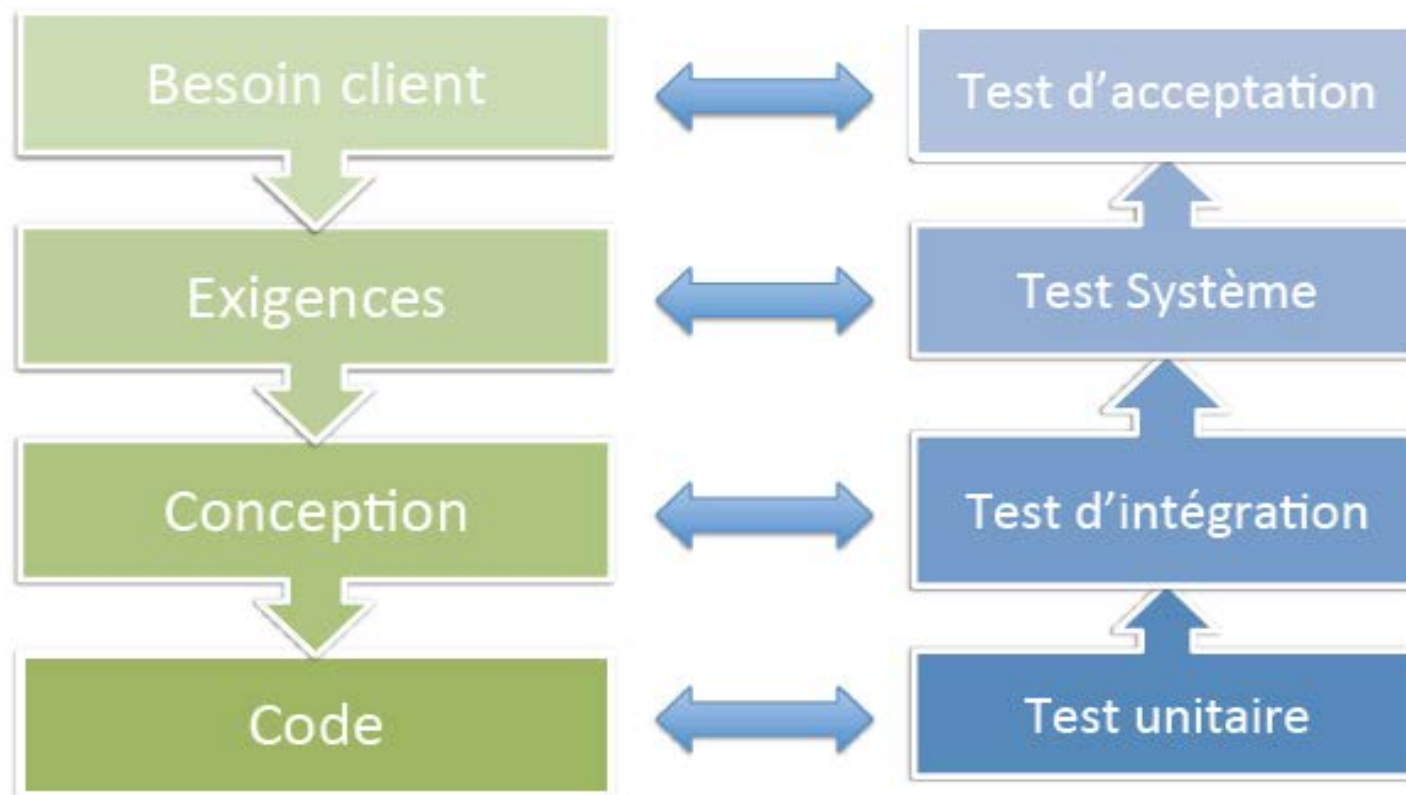 Besoin client
Test d’acceptation
Exigences
Test Système
Conception
Test d’intégration
Code
Test unitaire